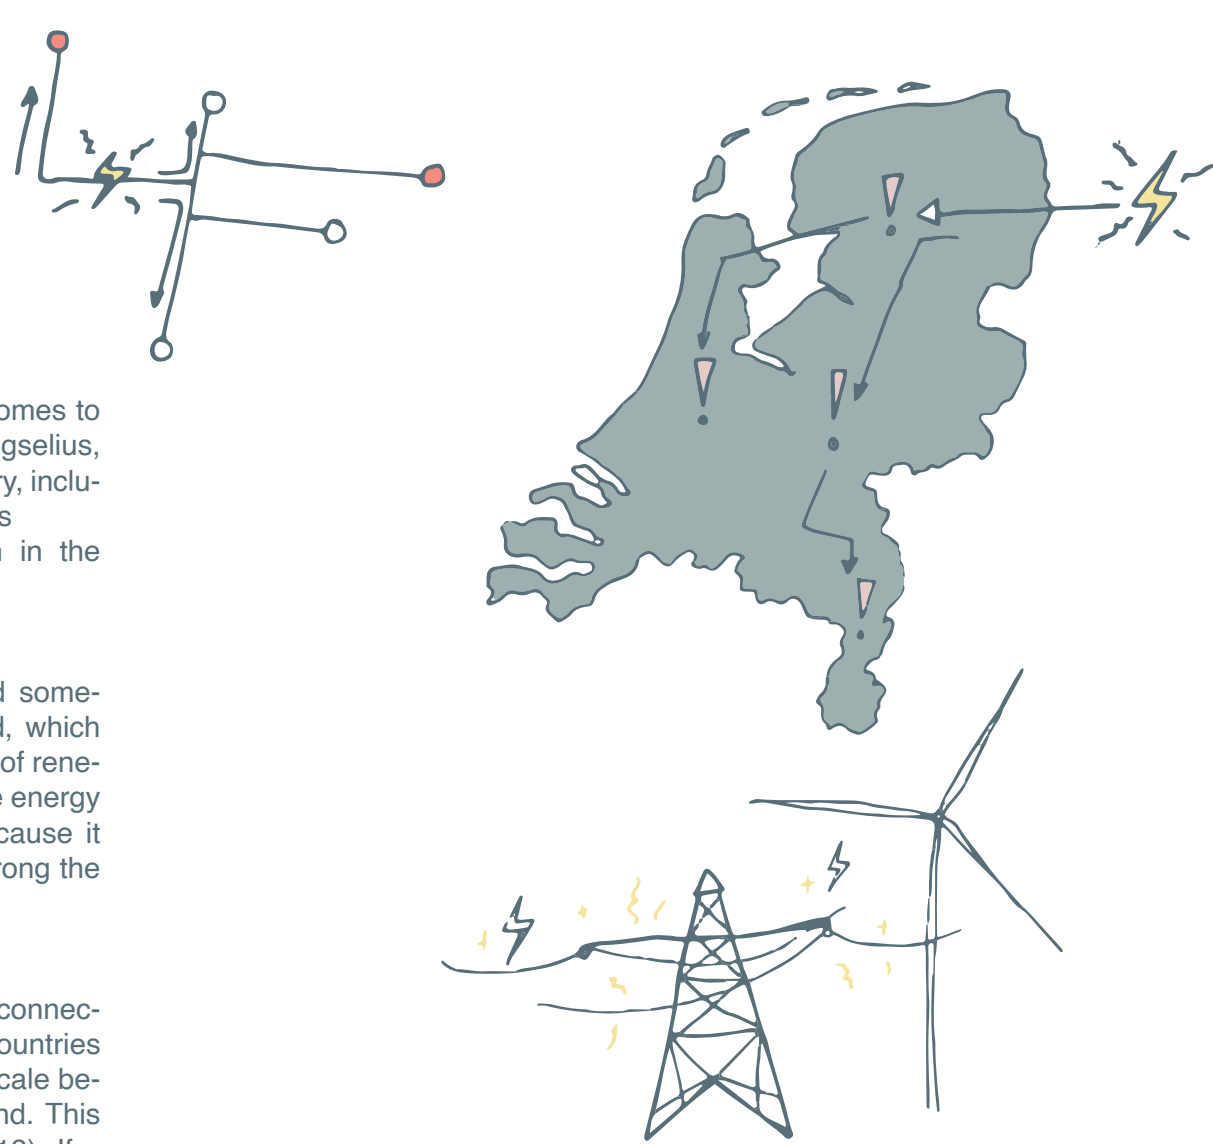 omes to
gselius,
ry, inclu-
s
n in the
d some-
d, which
of rene-
e energy
cause it
rong the
connec-
ountries
cale be-
nd. This